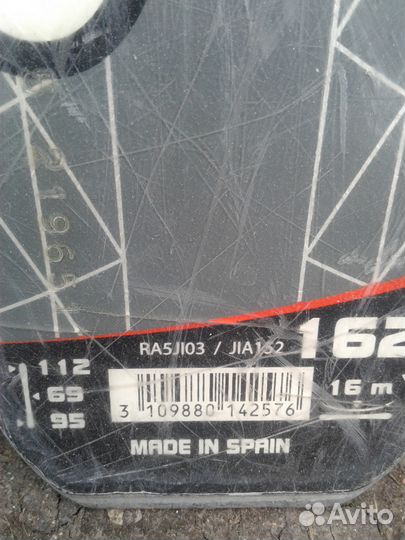 RA5JI03 / JIA162
162
112
69
95
16 m
3 109880 142576
MADE IN SPAIN
Avito